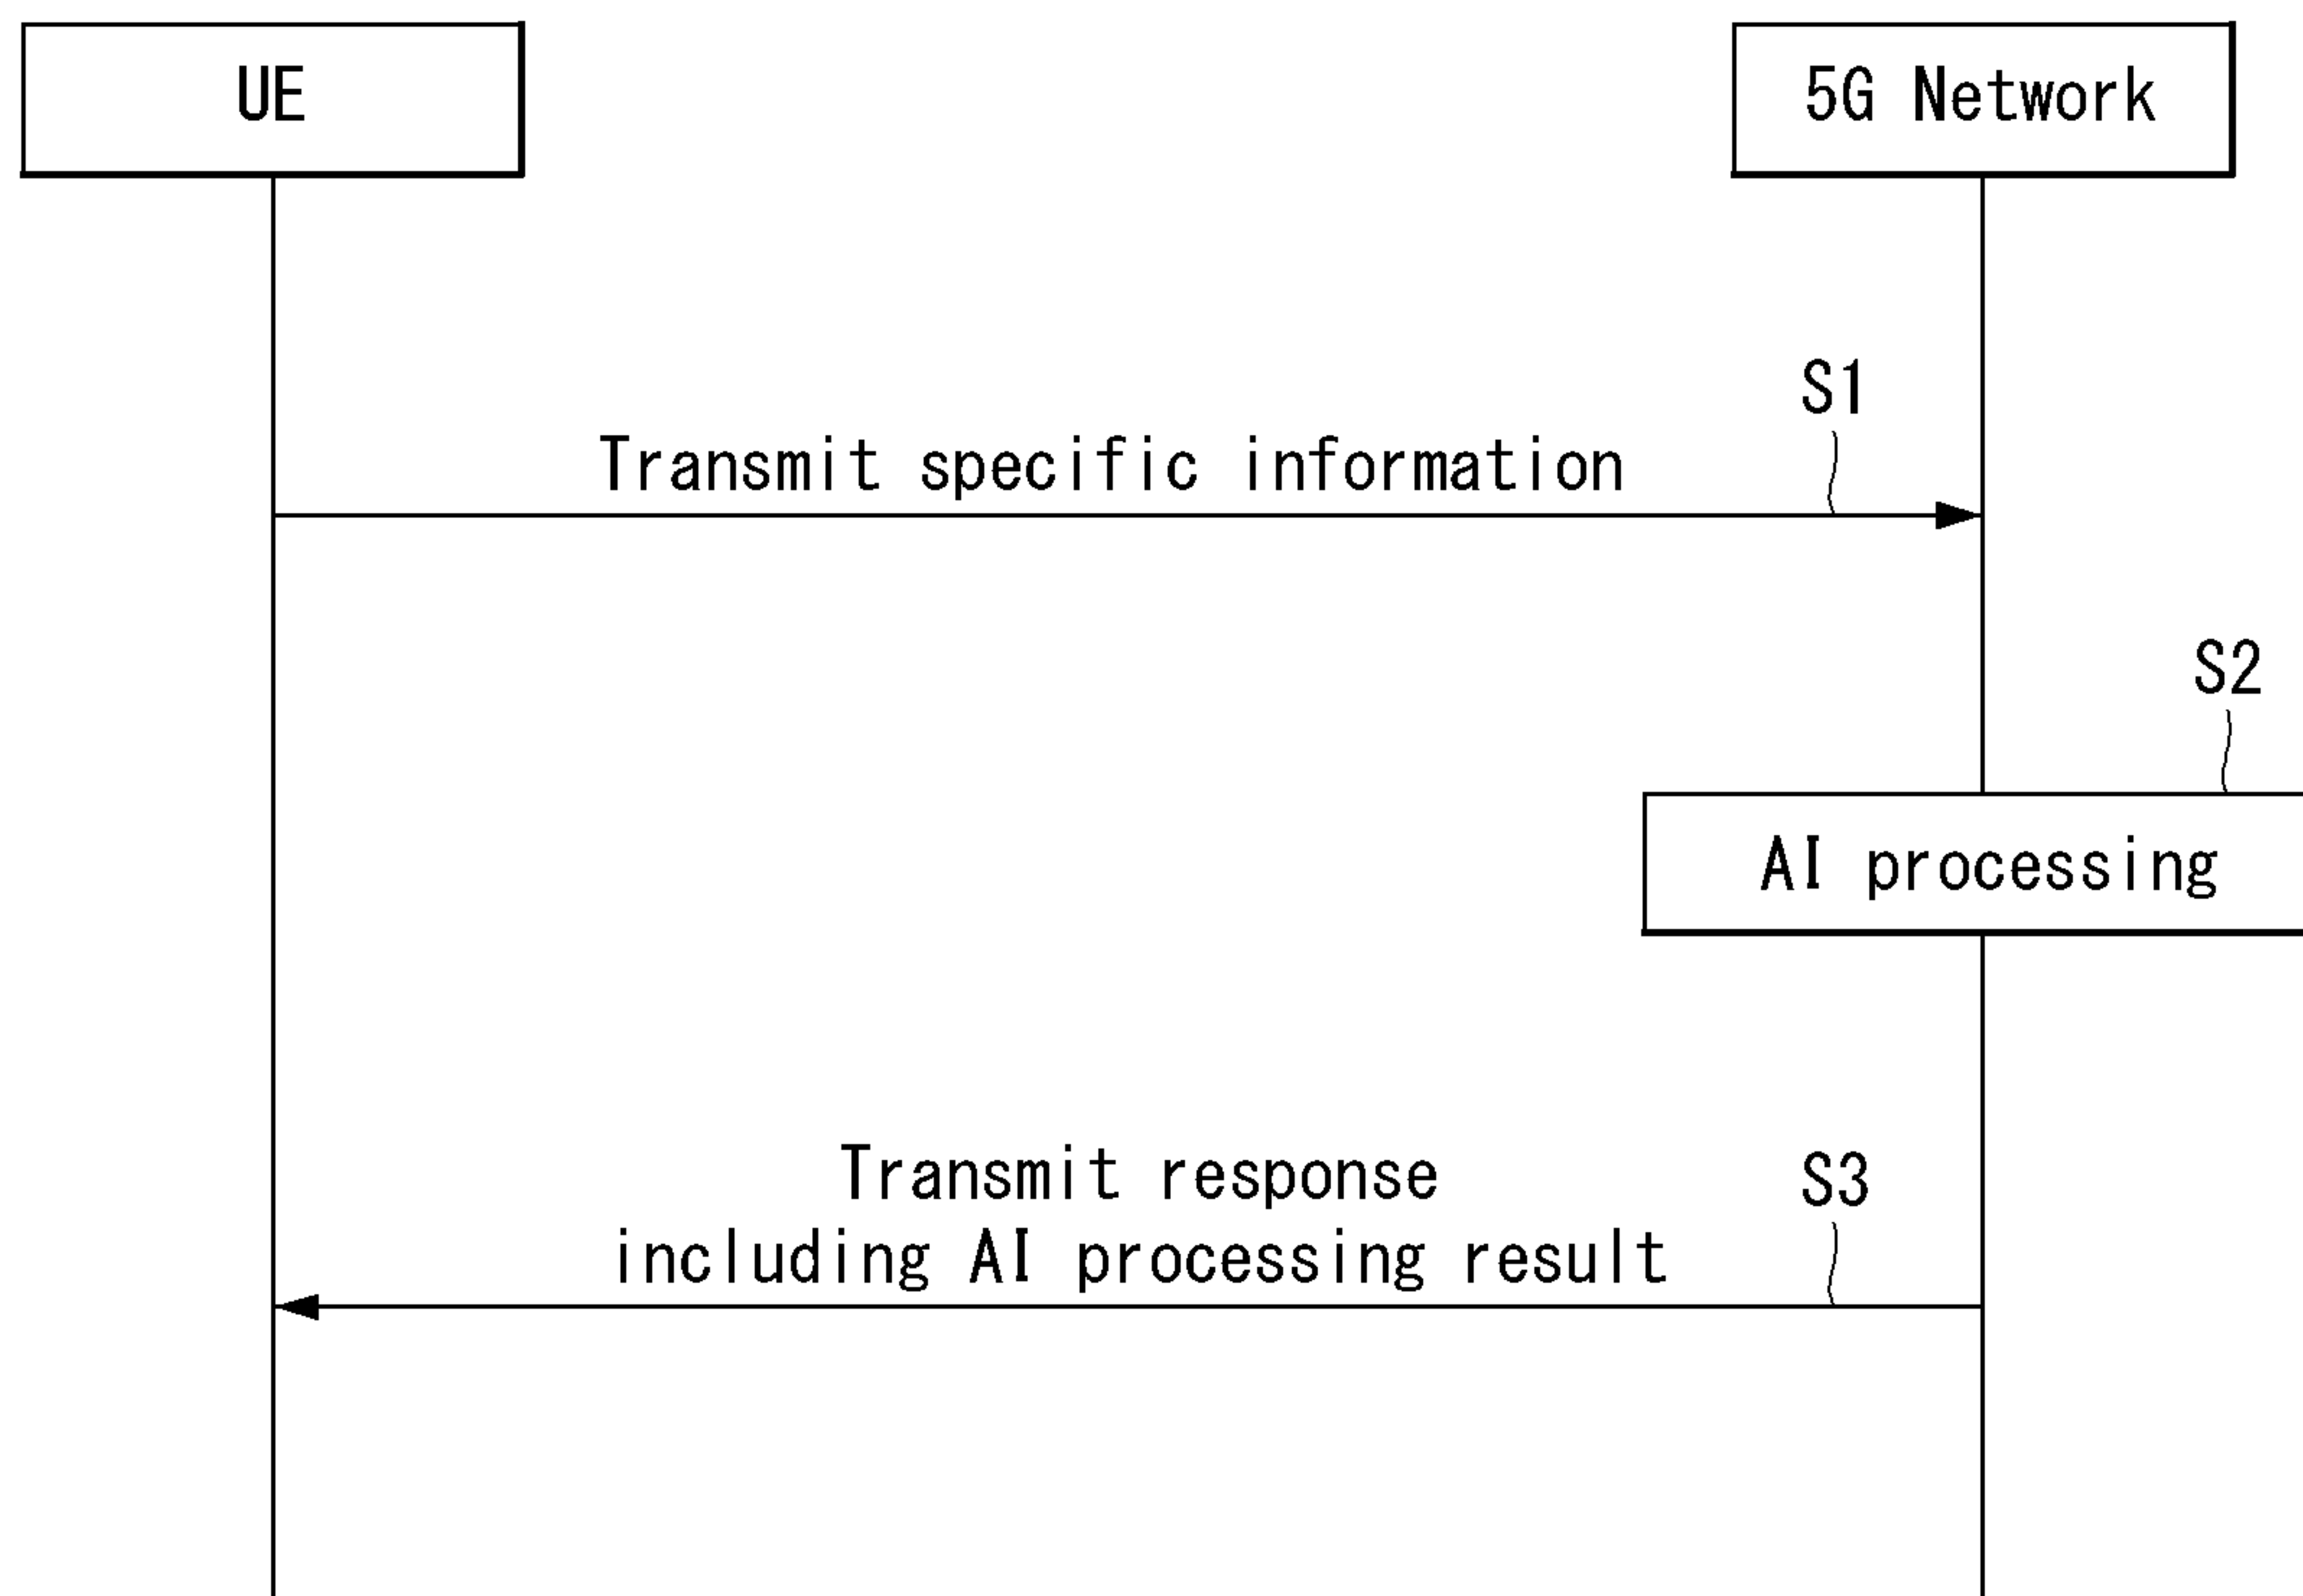 UE
5G Network
S1
Transmit specific information
S2
AI processing
Transmit response
S3
including AI processing result